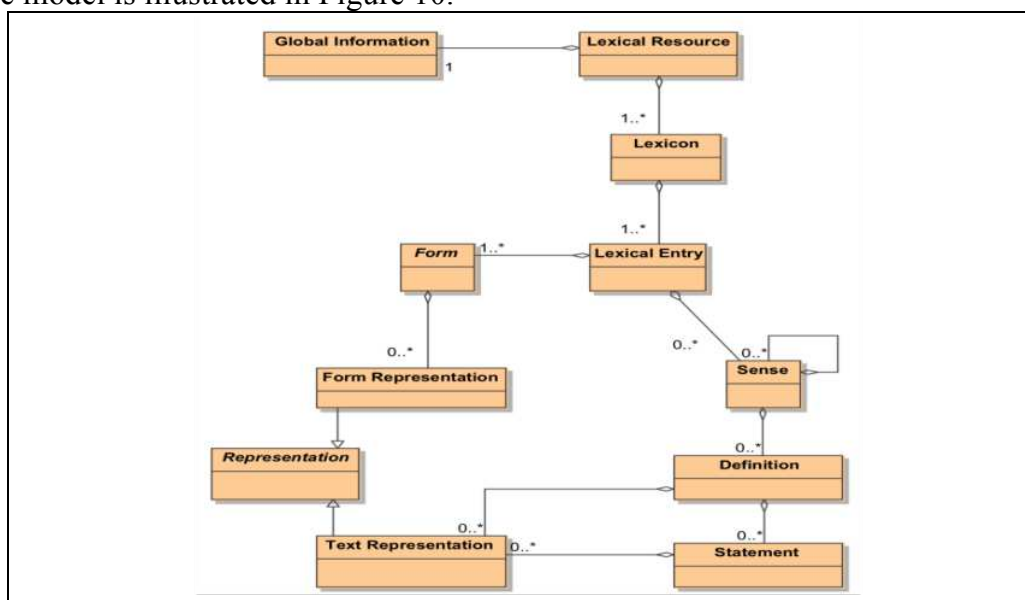 e model is illustrated in Figure 10.
Global Information
Lexical Resource
1
1..*
Lexicon
1..*
Form
1..*
Lexical Entry
0..*
0..*
0..*
Sense
Form Representation
Representation
0..*
Definition
0..*
0..*
Text Representation
0..*
Statement